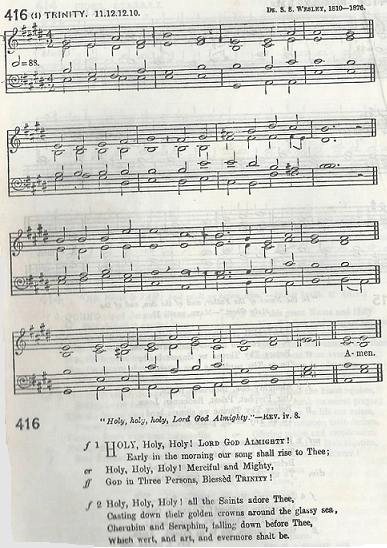 416 (1) TRINITY. 11.12.12.10. DR. S. S. WESLEY, 1810–1876.
=88.
A- men.
416
"Holy, holy, holy, Lord God Almighty."—REV. iv. 8.
f 1 HOLY, Holy, Holy! LORD GOD ALMIGHTY!
Early in the morning our song shall rise to Thee;
cr Holy, Holy, Holy! Merciful and Mighty,
ff GOD in Three Persons, Blessèd TRINITY!
f 2 Holy, Holy, Holy! all the Saints adore Thee,
Casting down their golden crowns around the glassy sea,
Cherubim and Seraphim, falling down before Thee,
Which wert, and art, and evermore shalt be.